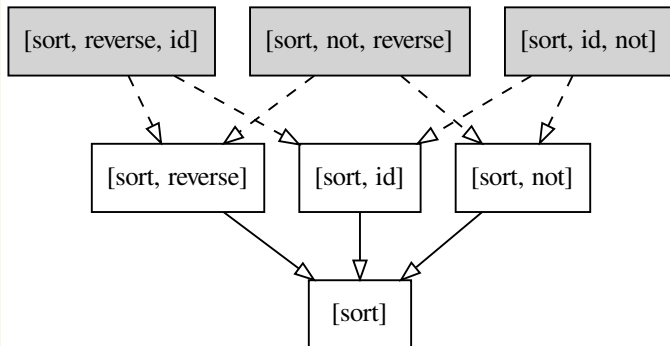 [sort, reverse, id]
[sort, not, reverse]
[sort, id, not]
[sort, reverse]
[sort, id]
[sort, not]
[sort]